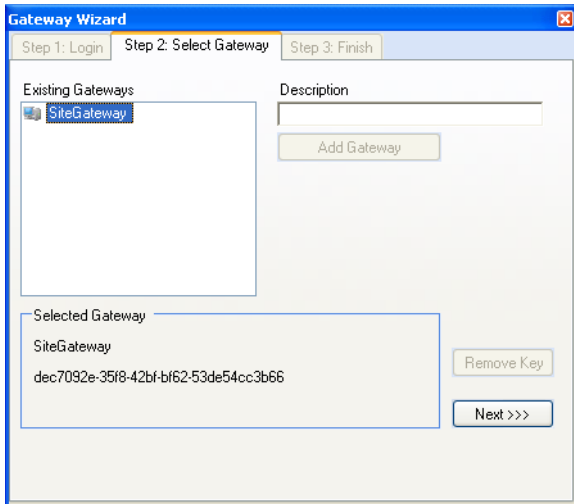 Gateway Wizard
Step 1: Login
Step 2: Select Gateway
Step 3: Finish
Existing Gateways
SiteGateway
Description
Add Gateway
Selected Gateway
SiteGateway
dec7092e-35f8-42bf-bf62-53de54cc3b66
Remove Key
Next >>>